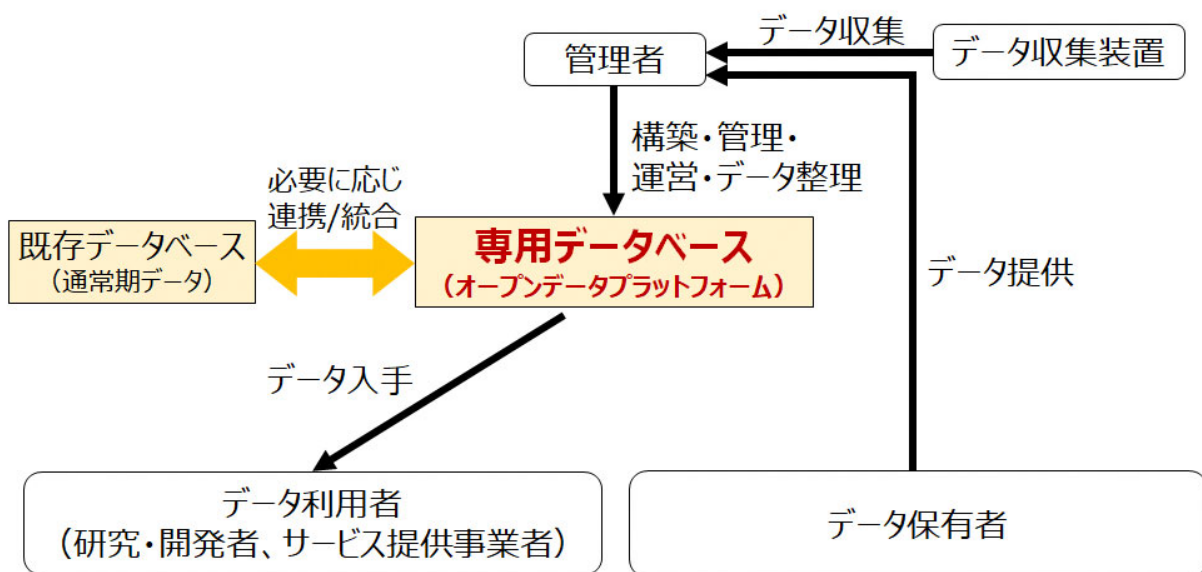 データ収集
管理者
データ収集装置
構築・管理・
運営・データ整理
必要に応じ
連携/統合
既存データベース
（通常期データ）
専用データベース
（オープンデータプラットフォーム）
データ提供
データ入手
データ利用者
（研究・開発者、サービス提供事業者）
データ保有者